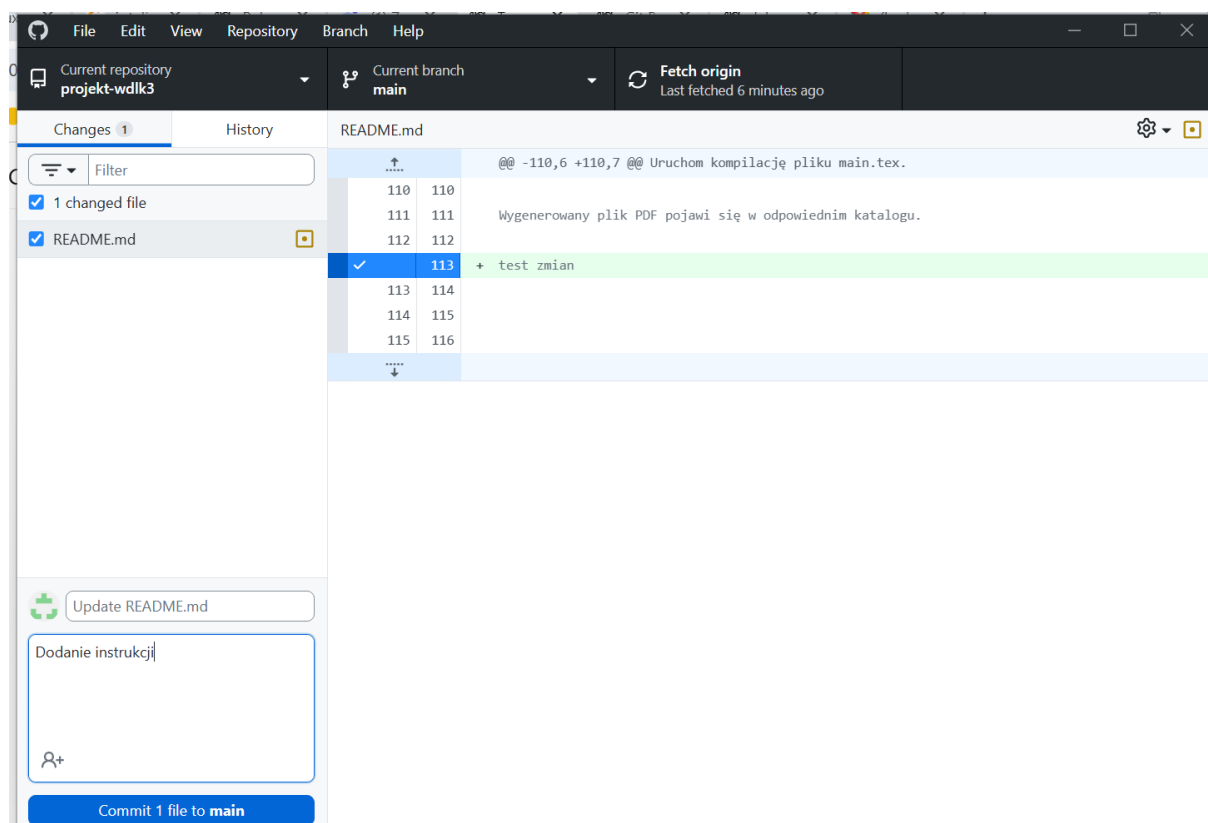 File Edit View Repository Branch Help
Current repository
projekt-wdlk3
Current branch
main
Fetch origin
Last fetched 6 minutes ago
Changes 1
History
README.md
Filter
1 changed file
README.md
@@ -110,6 +110,7 @@ Uruchom kompilację pliku main.tex.
110 110
111 111 Wygenerowany plik PDF pojawi się w odpowiednim katalogu.
112 112
113 + test zmian
113 114
114 115
115 116
Update README.md
Dodanie instrukcji
Commit 1 file to main